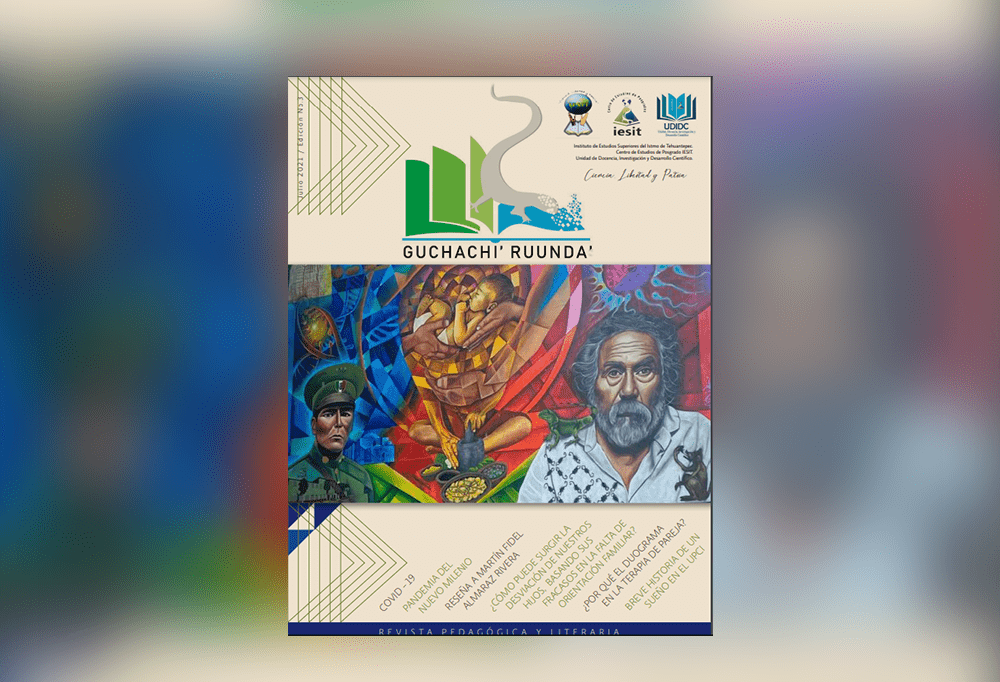 Julio 2021 / Edición N3.3
iesit
UDIDC
Instituto de Estudios Superiores del Istmo de Tehuantepec.
Centro de Estudios de Posgrado IESIT.
Unidad de Docencia, Investigación y Desarrollo Científico.
Ciencia Libertad y Patria
GUCHACHI' RUUNDA'
COVID - 19
PANDEMIA DEL
NUEVO MILENIO
RESEÑA A MARTÍN FIDEL
ALMARAZ RIVERA
¿CÓMO PUEDE SURGIR LA
DESVIACIÓN DE NUESTROS
HIJOS, BASANDO SUS
FRACASOS EN LA FALTA DE
ORIENTACIÓN FAMILIAR?
¿POR QUÉ EL DUOGRAMA
EN LA TERAPIA DE PAREJA?
BREVE HISTORIA DE UN
SUEÑO EN EL UPCI
REVISTA PEDAGÓGICA Y LITERARIA